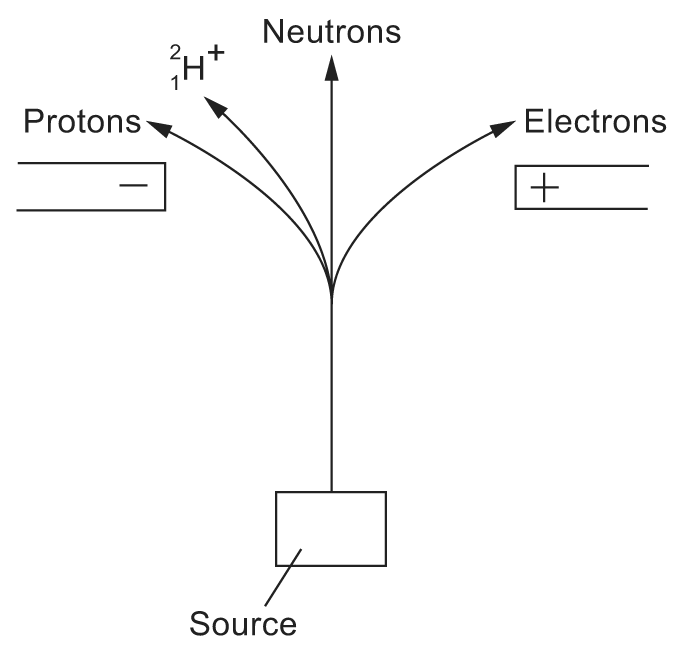 Neutrons
²₁H⁺
Protons
Electrons
−
+
Source